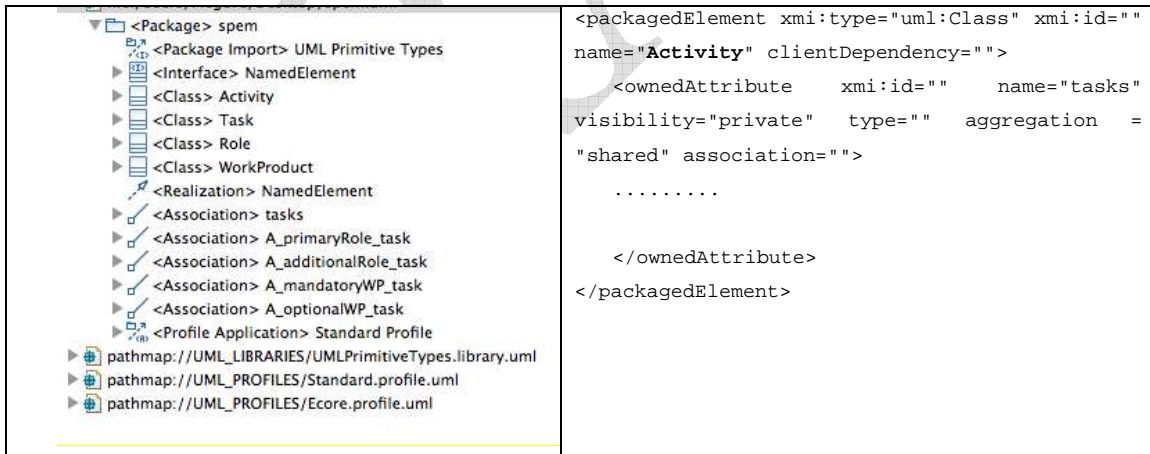 <Package> spem
<Package Import> UML Primitive Types
<Interface> NamedElement
<Class> Activity
<Class> Task
<Class> Role
<Class> WorkProduct
<Realization> NamedElement
<Association> tasks
<Association> A_primaryRole_task
<Association> A_additionalRole_task
<Association> A_mandatoryWP_task
<Association> A_optionalWP_task
<Profile Application> Standard Profile
pathmap://UML_LIBRARIES/UMLPrimitiveTypes.library.uml
pathmap://UML_PROFILES/Standard.profile.uml
pathmap://UML_PROFILES/Ecore.profile.uml
<packagedElement xmi:type="uml:Class" xmi:id=""
name="Activity" clientDependency="">
<ownedAttribute xmi:id="" name="tasks"
visibility="private" type="" aggregation =
"shared" association="">
.........
</ownedAttribute>
</packagedElement>